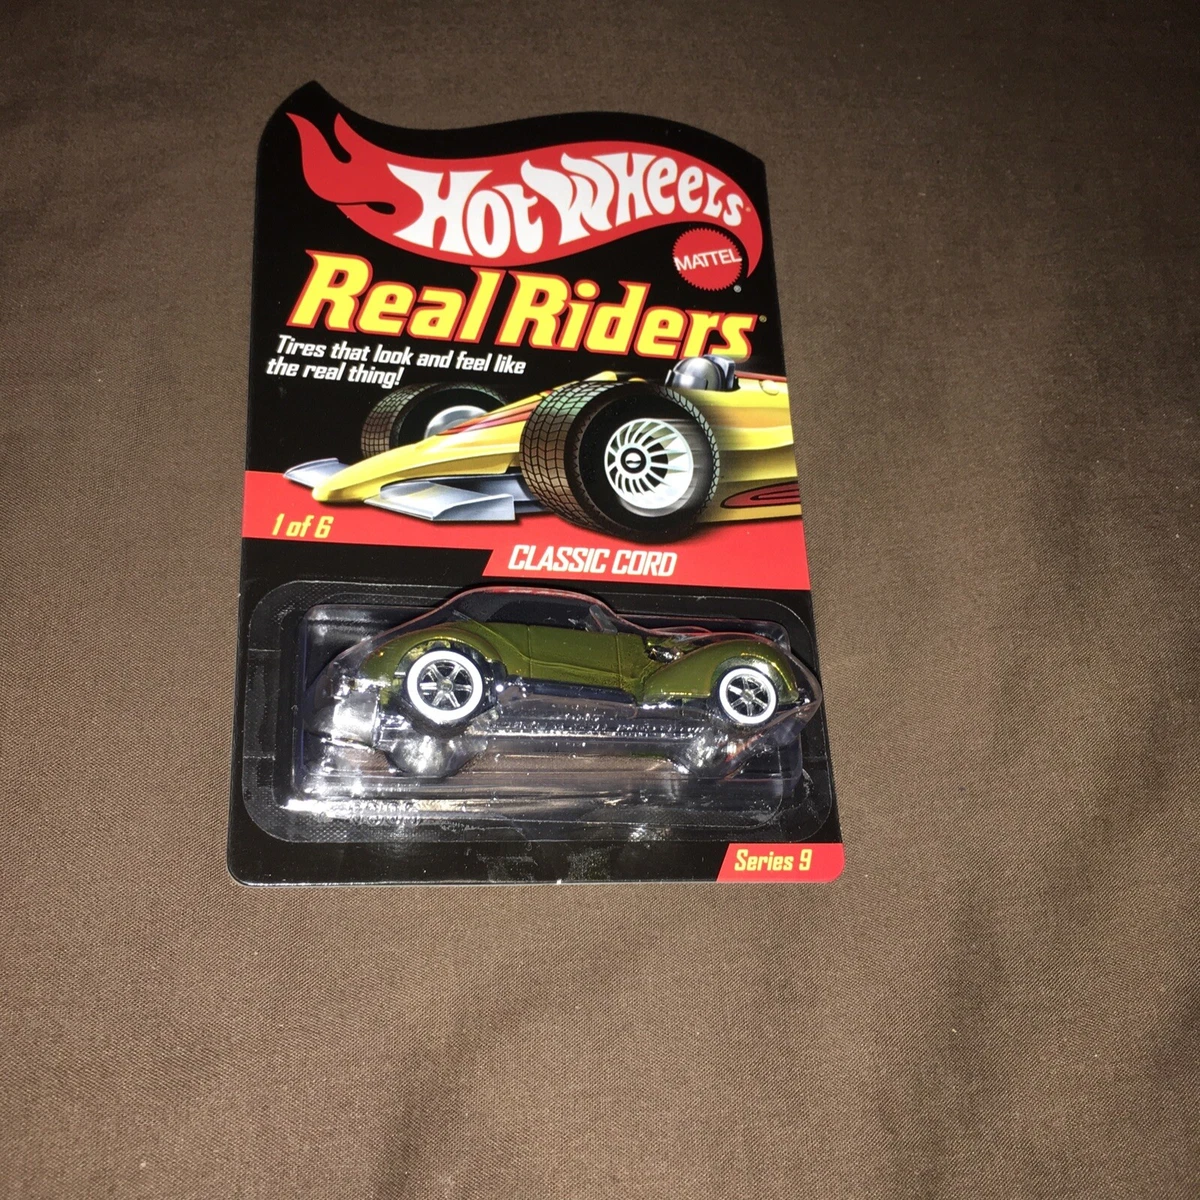 Hot Wheels®
MATTEL®
Real Riders®
Tires that look and feel like
the real thing!
1 of 6
CLASSIC CORD
Series 9